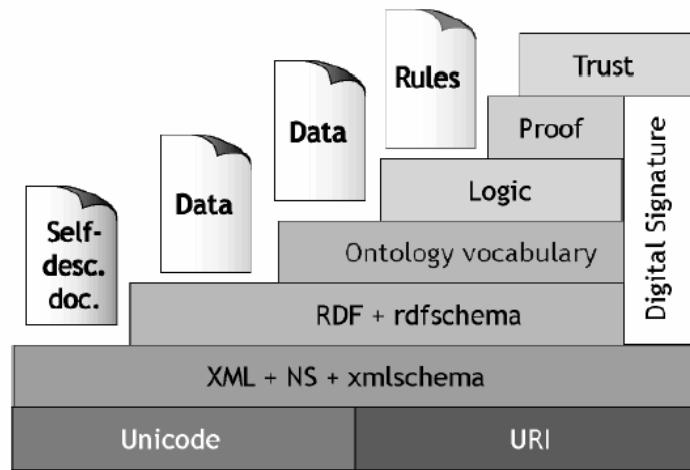 Rules
Trust
Data
Proof
Data
Logic
Self-
desc.
doc.
Ontology vocabulary
Digital Signature
RDF + rdfschema
XML + NS + xmlschema
Unicode
URI